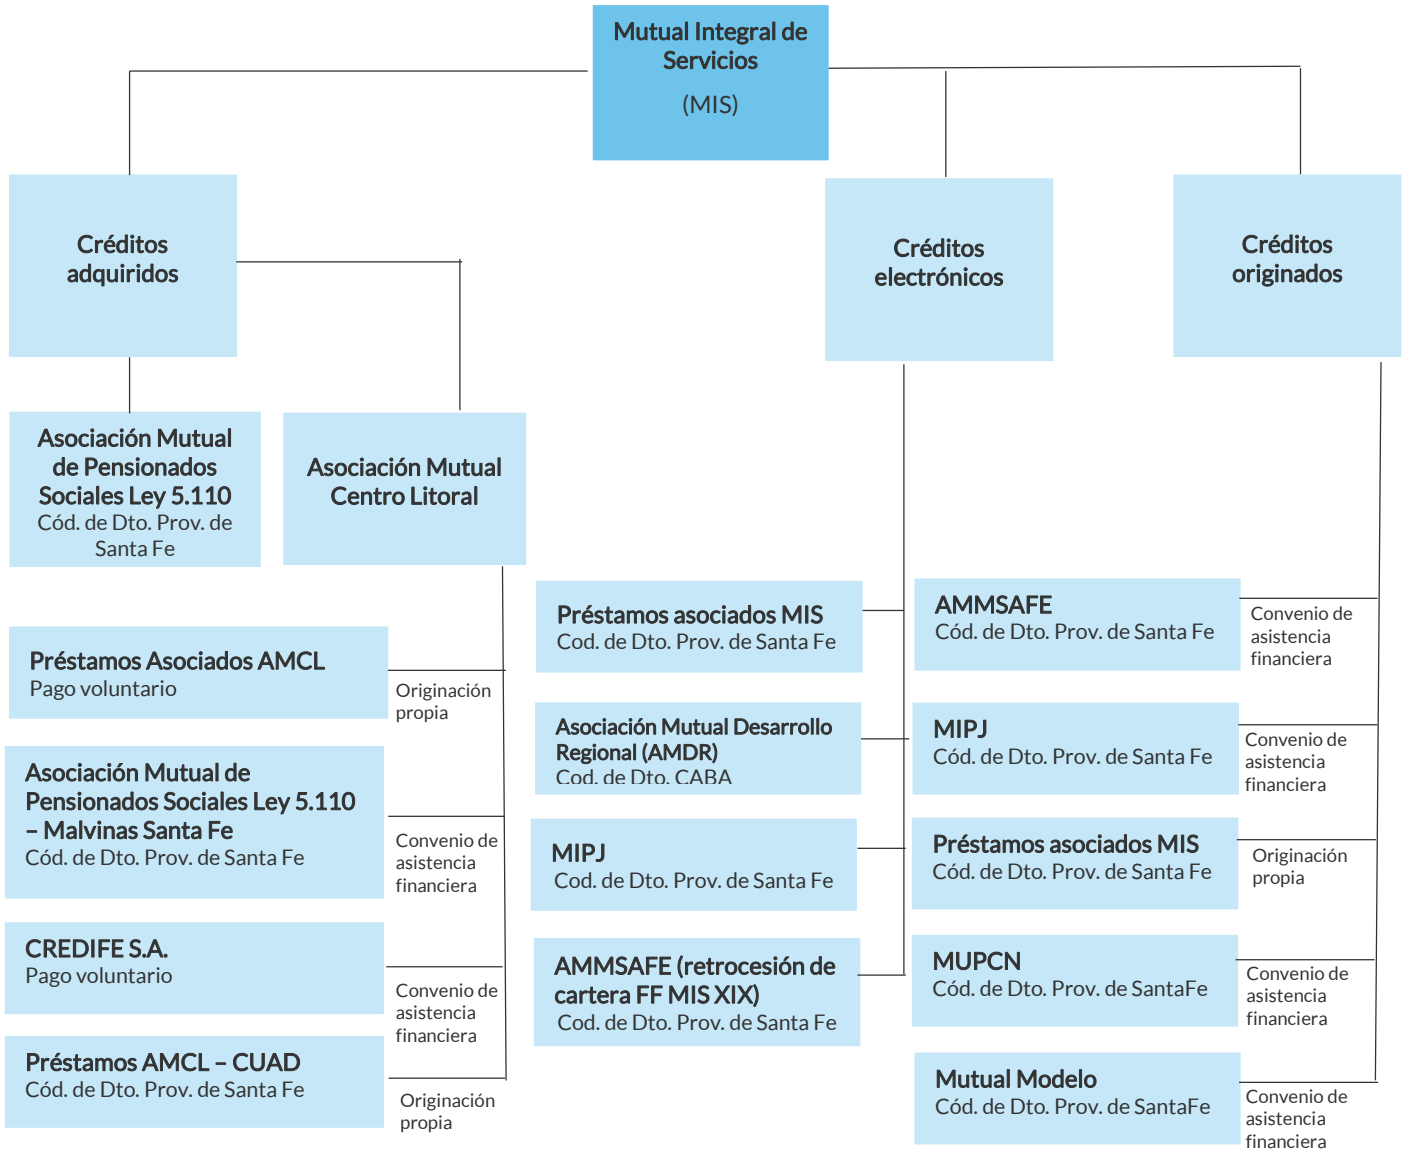 Mutual Integral de
Servicios
(MIS)
Créditos
adquiridos
Créditos
electrónicos
Créditos
originados
Asociación Mutual
de Pensionados
Sociales Ley 5.110
Cód. de Dto. Prov. de
Santa Fe
Asociación Mutual
Centro Litoral
Préstamos Asociados AMCL
Pago voluntario
Originación
propia
Asociación Mutual de
Pensionados Sociales Ley 5.110
– Malvinas Santa Fe
Cód. de Dto. Prov. de Santa Fe
Convenio de
asistencia
financiera
CREDIFE S.A.
Pago voluntario
Convenio de
asistencia
financiera
Préstamos AMCL – CUAD
Cód. de Dto. Prov. de Santa Fe
Originación
propia
Préstamos asociados MIS
Cod. de Dto. Prov. de Santa Fe
Asociación Mutual Desarrollo
Regional (AMDR)
Cod. de Dto. CABA
MIPJ
Cod. de Dto. Prov. de Santa Fe
AMMSAFE (retrocesión de
cartera FF MIS XIX)
Cod. de Dto. Prov. de Santa Fe
AMMSAFE
Cód. de Dto. Prov. de Santa Fe
Convenio de
asistencia
financiera
MIPJ
Cód. de Dto. Prov. de Santa Fe
Convenio de
asistencia
financiera
Préstamos asociados MIS
Cód. de Dto. Prov. de Santa Fe
Originación
propia
MUPCN
Cód. de Dto. Prov. de SantaFe
Convenio de
asistencia
financiera
Mutual Modelo
Cód. de Dto. Prov. de SantaFe
Convenio de
asistencia
financiera